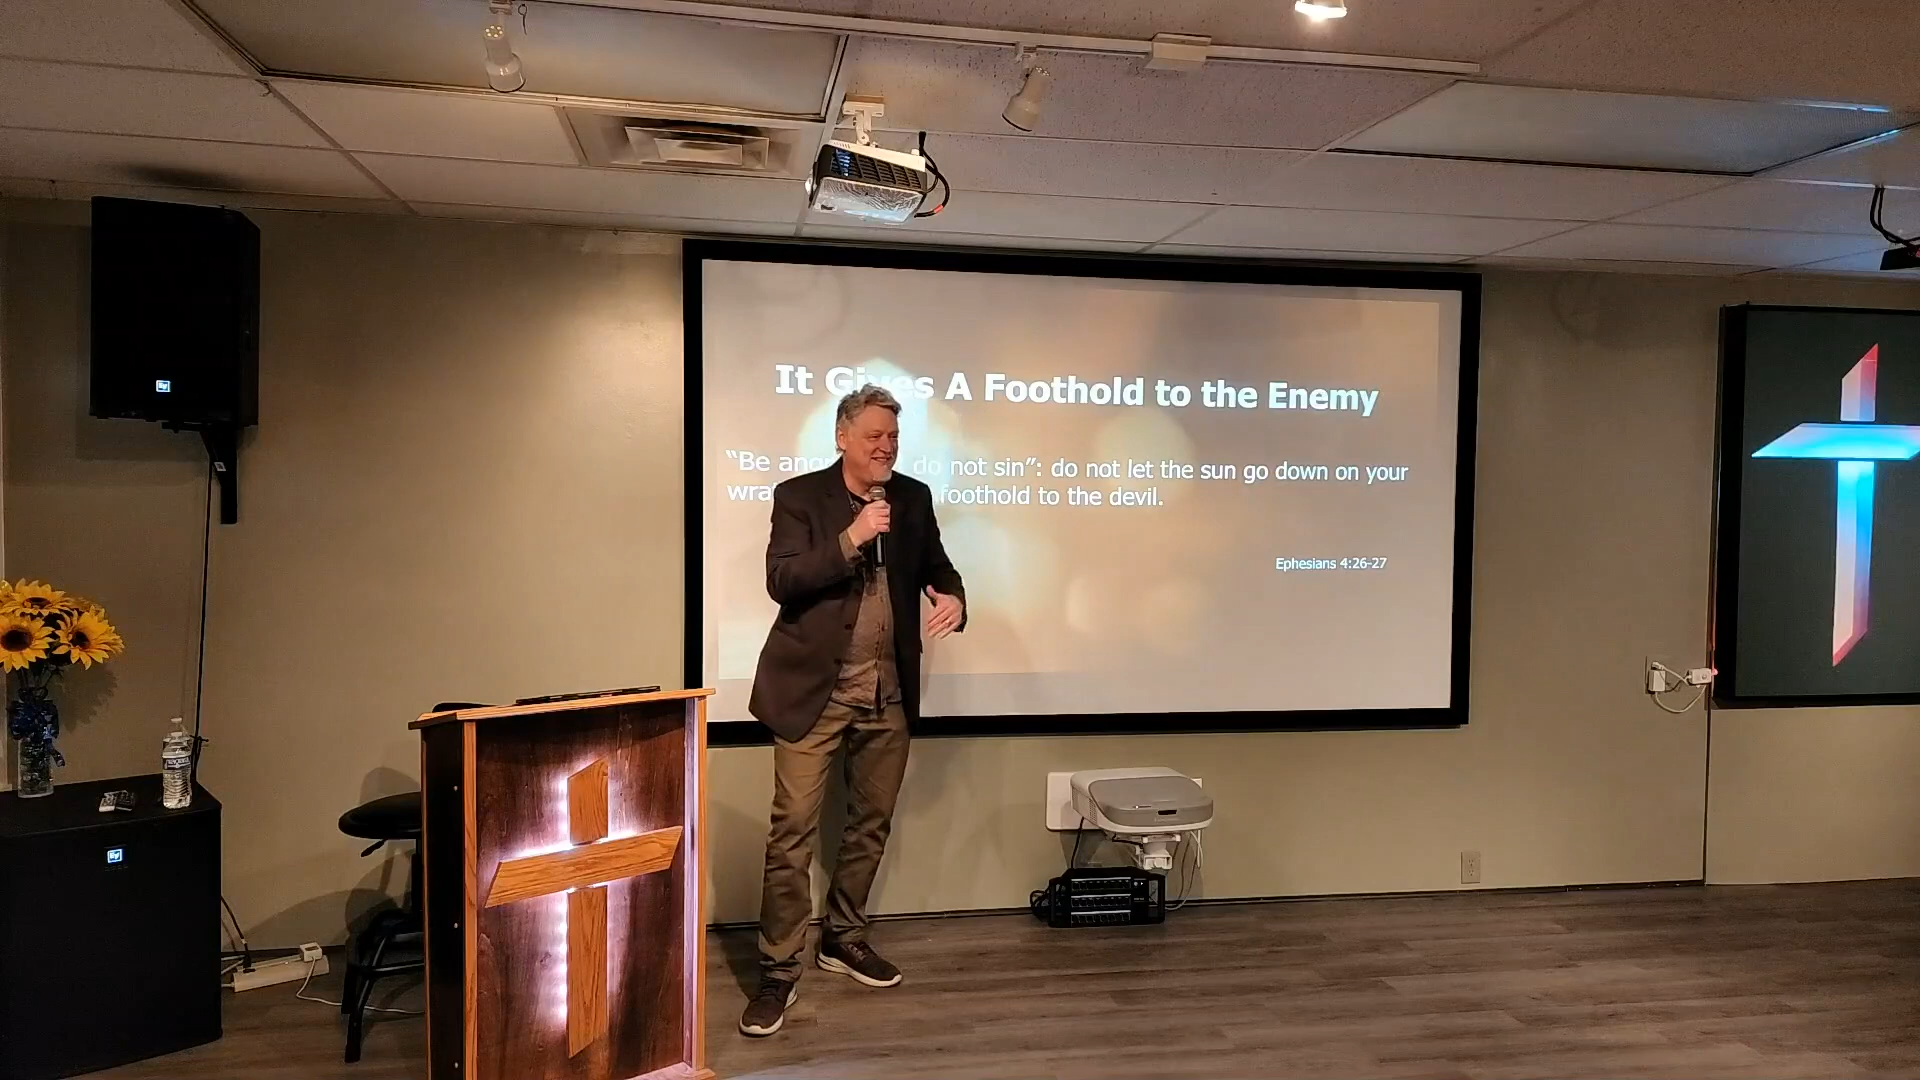 It Gives A Foothold to the Enemy
“Be ang do not sin”: do not let the sun go down on your
wra foothold to the devil.
Ephesians 4:26-27